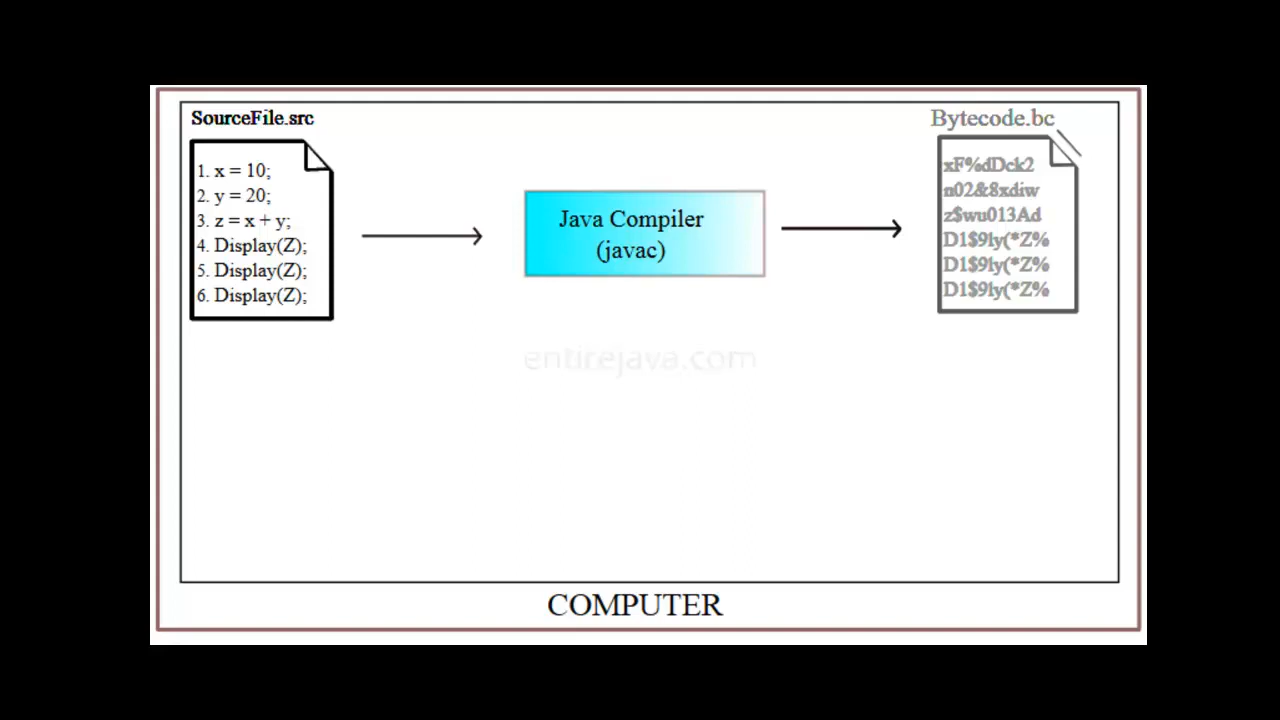 SourceFile.src
1. x = 10;
2. y = 20;
3. z = x + y;
4. Display(Z);
5. Display(Z);
6. Display(Z);
Java Compiler
(javac)
Bytecode.bc
xF%dDck2
n02&8xdiw
z$wu013Ad
D1$9ly(*Z%
D1$9ly(*Z%
D1$9ly(*Z%
entirejava.com
COMPUTER